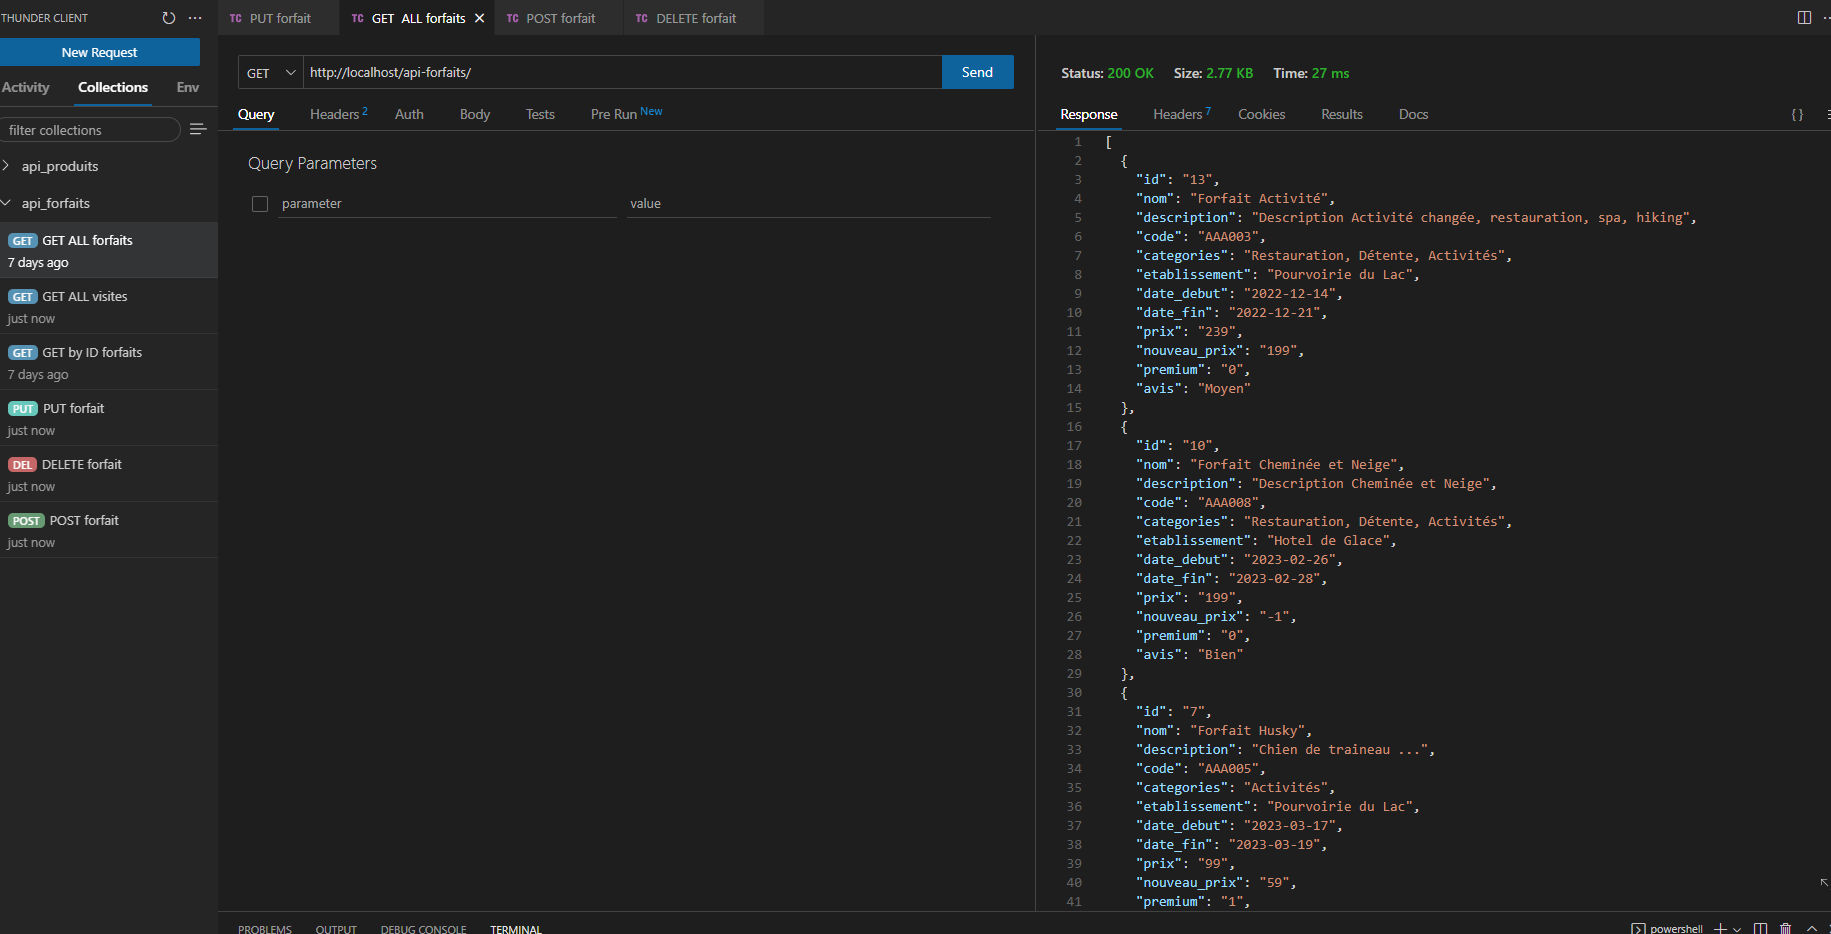 THUNDER CLIENT
New Request
Activity Collections Env
filter collections
api_produits
api_forfaits
GET GET ALL forfaits
7 days ago
GET GET ALL visites
just now
GET GET by ID forfaits
7 days ago
PUT PUT forfait
just now
DEL DELETE forfait
just now
POST POST forfait
just now
TC PUT forfait TC GET ALL forfaits TC POST forfait TC DELETE forfait
GET http://localhost/api-forfaits/ Send
Query Headers 2 Auth Body Tests Pre Run New
Query Parameters
parameter value
Status: 200 OK Size: 2.77 KB Time: 27 ms
Response Headers 7 Cookies Results Docs {}
1 [
2 {
3 "id": "13",
4 "nom": "Forfait Activité",
5 "description": "Description Activité changée, restauration, spa, hiking",
6 "code": "AAA003",
7 "categories": "Restauration, Détente, Activités",
8 "etablissement": "Pourvoirie du Lac",
9 "date_debut": "2022-12-14",
10 "date_fin": "2022-12-21",
11 "prix": "239",
12 "nouveau_prix": "199",
13 "premium": "0",
14 "avis": "Moyen"
15 },
16 {
17 "id": "10",
18 "nom": "Forfait Cheminée et Neige",
19 "description": "Description Cheminée et Neige",
20 "code": "AAA008",
21 "categories": "Restauration, Détente, Activités",
22 "etablissement": "Hotel de Glace",
23 "date_debut": "2023-02-26",
24 "date_fin": "2023-02-28",
25 "prix": "199",
26 "nouveau_prix": "-1",
27 "premium": "0",
28 "avis": "Bien"
29 },
30 {
31 "id": "7",
32 "nom": "Forfait Husky",
33 "description": "Chien de traineau ...",
34 "code": "AAA005",
35 "categories": "Activités",
36 "etablissement": "Pourvoirie du Lac",
37 "date_debut": "2023-03-17",
38 "date_fin": "2023-03-19",
39 "prix": "99",
40 "nouveau_prix": "59",
41 "premium": "1",
PROBLEMS OUTPUT DEBUG CONSOLE TERMINAL powershell